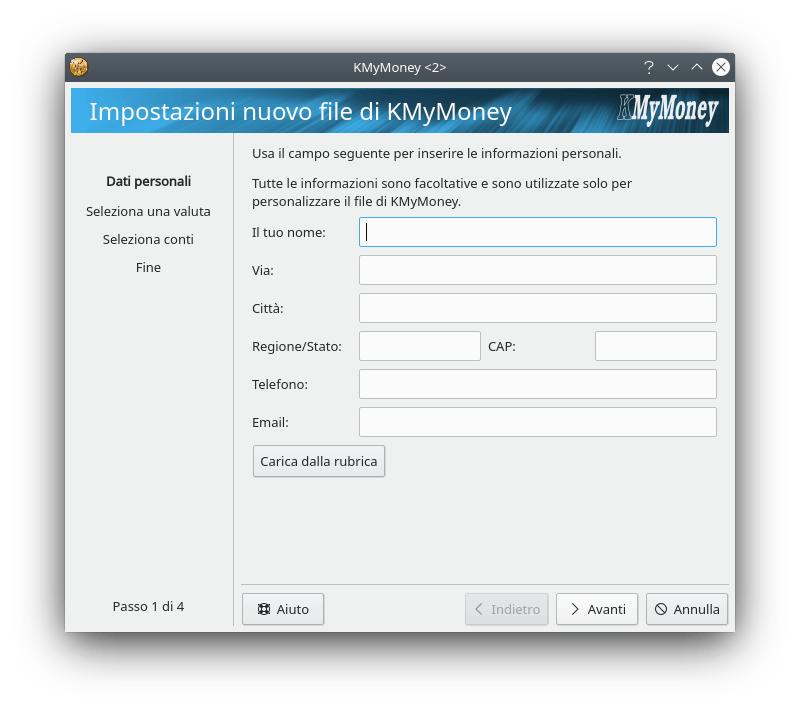 KMyMoney <2>
Impostazioni nuovo file di KMyMoney
KMyMoney
Dati personali
Seleziona una valuta
Seleziona conti
Fine
Passo 1 di 4
Usa il campo seguente per inserire le informazioni personali.
Tutte le informazioni sono facoltative e sono utilizzate solo per
personalizzare il file di KMyMoney.
Il tuo nome:
Via:
Città:
Regione/Stato:
CAP:
Telefono:
Email:
Carica dalla rubrica
Aiuto
Indietro
Avanti
Annulla